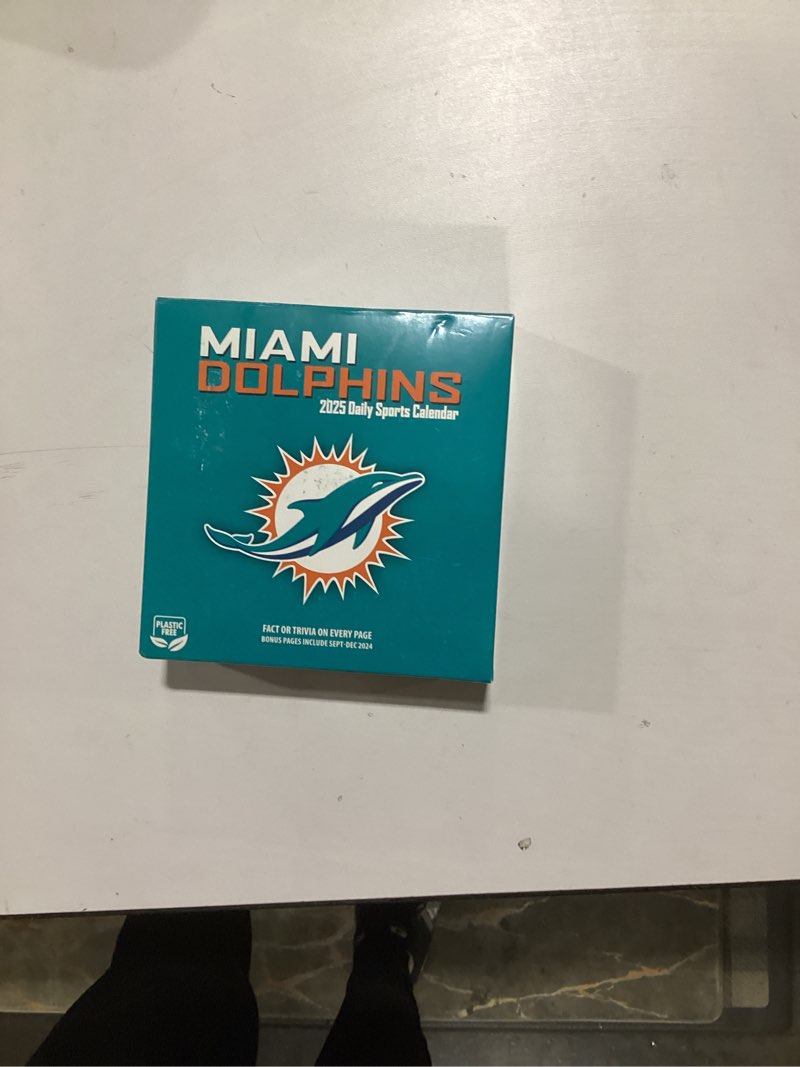 MIAMI
DOLPHINS
2025 Daily Sports Calendar
PLASTIC
FREE
FACT OR TRIVIA ON EVERY PAGE
BONUS PAGES INCLUDE SEPT-DEC 2024